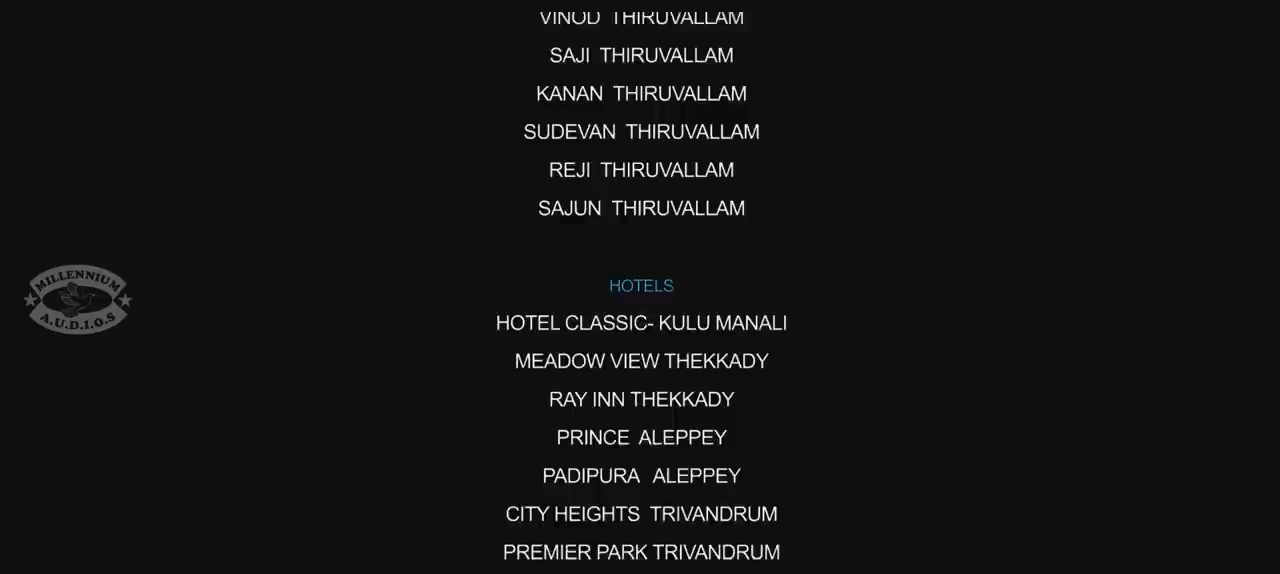 VINOD THIRUVALLAM
SAJI THIRUVALLAM
KANAN THIRUVALLAM
SUDEVAN THIRUVALLAM
REJI THIRUVALLAM
SAJUN THIRUVALLAM
MILLENNIUM
A.U.D.I.O.S
HOTELS
HOTEL CLASSIC- KULU MANALI
MEADOW VIEW THEKKADY
RAY INN THEKKADY
PRINCE ALEPPEY
PADIPURA ALEPPEY
CITY HEIGHTS TRIVANDRUM
PREMIER PARK TRIVANDRUM